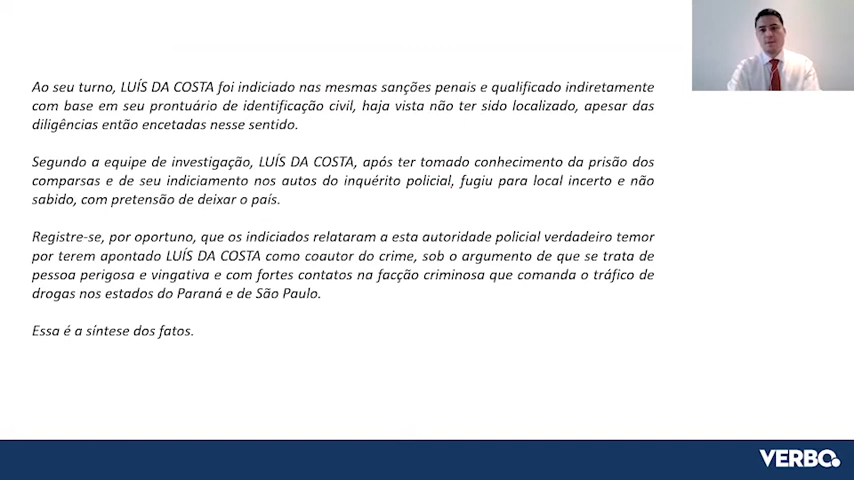 Ao seu turno, LUÍS DA COSTA foi indiciado nas mesmas sanções penais e qualificado indiretamente
com base em seu prontuário de identificação civil, haja vista não ter sido localizado, apesar das
diligências então encetadas nesse sentido.
Segundo a equipe de investigação, LUÍS DA COSTA, após ter tomado conhecimento da prisão dos
comparsas e de seu indiciamento nos autos do inquérito policial, fugiu para local incerto e não
sabido, com pretensão de deixar o país.
Registre-se, por oportuno, que os indiciados relataram a esta autoridade policial verdadeiro temor
por terem apontado LUÍS DA COSTA como coautor do crime, sob o argumento de que se trata de
pessoa perigosa e vingativa e com fortes contatos na facção criminosa que comanda o tráfico de
drogas nos estados do Paraná e de São Paulo.
Essa é a síntese dos fatos.
VERBO